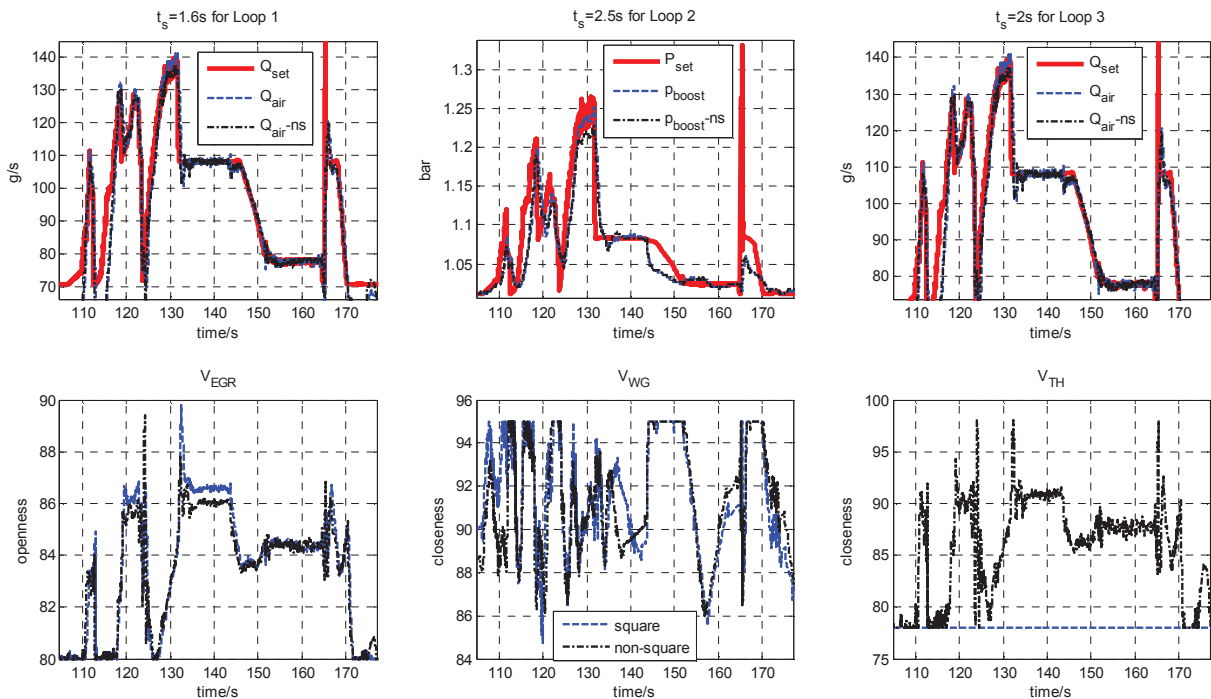 t_s=1.6s for Loop 1
140
130
120
110
100
90
80
70
g/s
110 120 130 140 150 160 170
time/s
Q_set
Q_air
Q_air-ns
t_s=2.5s for Loop 2
1.3
1.25
1.2
1.15
1.1
1.05
bar
110 120 130 140 150 160 170
time/s
P_set
p_boost
p_boost-ns
t_s=2s for Loop 3
140
130
120
110
100
90
80
g/s
110 120 130 140 150 160 170
time/s
Q_set
Q_air
Q_air-ns
V_EGR
90
88
86
84
82
80
openness
110 120 130 140 150 160 170
time/s
V_WG
96
94
92
90
88
86
84
closeness
110 120 130 140 150 160 170
time/s
square
non-square
V_TH
100
95
90
85
80
75
closeness
110 120 130 140 150 160 170
time/s